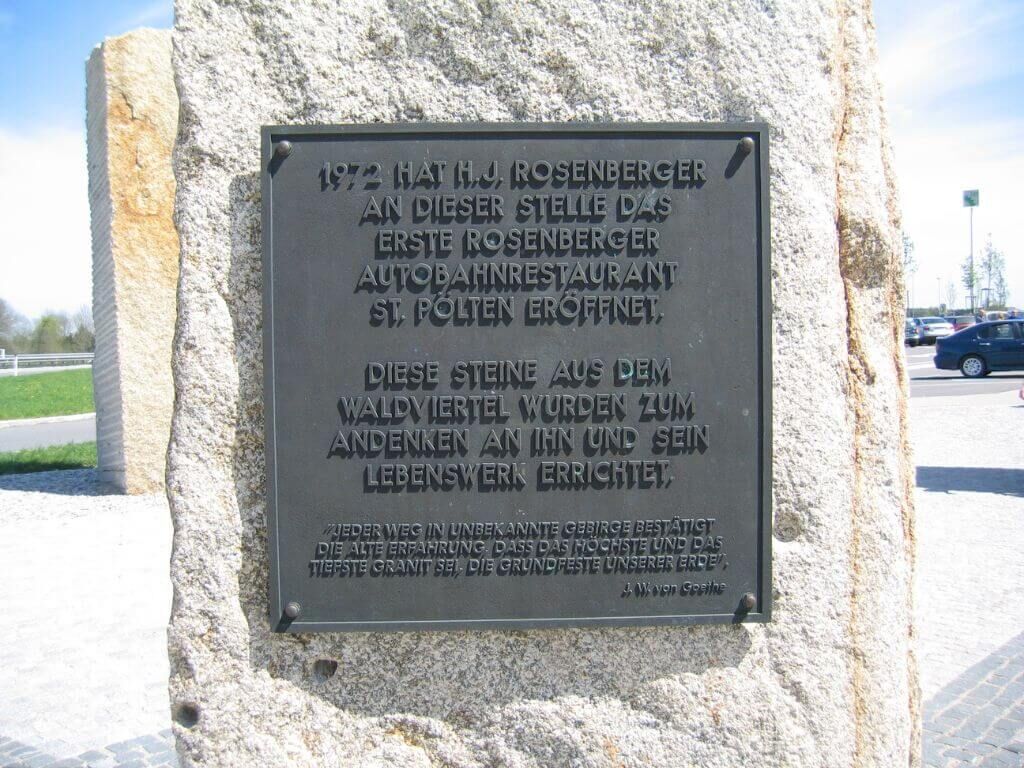 1972 HAT H.J. ROSENBERGER
AN DIESER STELLE DAS
ERSTE ROSENBERGER
AUTOBAHNRESTAURANT
ST. PÖLTEN ERÖFFNET.
DIESE STEINE AUS DEM
WALDVIERTEL WURDEN ZUM
ANDENKEN AN IHN UND SEIN
LEBENSWERK ERRICHTET.
"JEDER WEG IN UNBEKANNTE GEBIRGE BESTÄTIGT
DIE ALTE ERFAHRUNG, DASS DAS HÖCHSTE UND DAS
TIEFSTE GRANIT SEI, DIE GRUNDFESTE UNSERER ERDE".
J. W. von Goethe